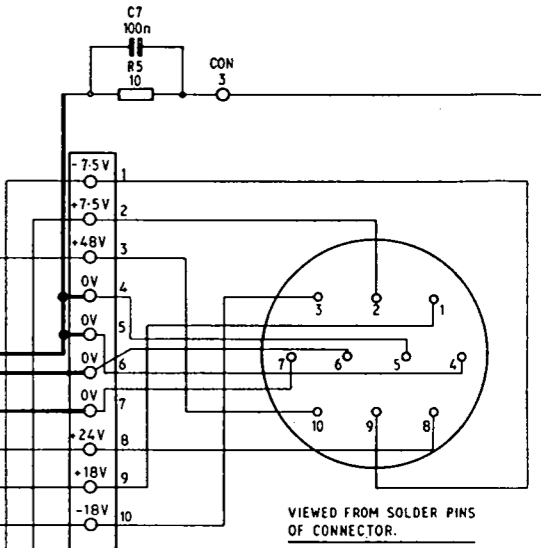 C7
100n
R5
10
CON
3
-7·5V 1
+7·5V 2
+48V 3
0V 4
0V 5
0V 6
0V 7
+24V 8
+18V 9
-18V 10
3 2 1
7 6 5 4
10 9 8
VIEWED FROM SOLDER PINS
OF CONNECTOR.